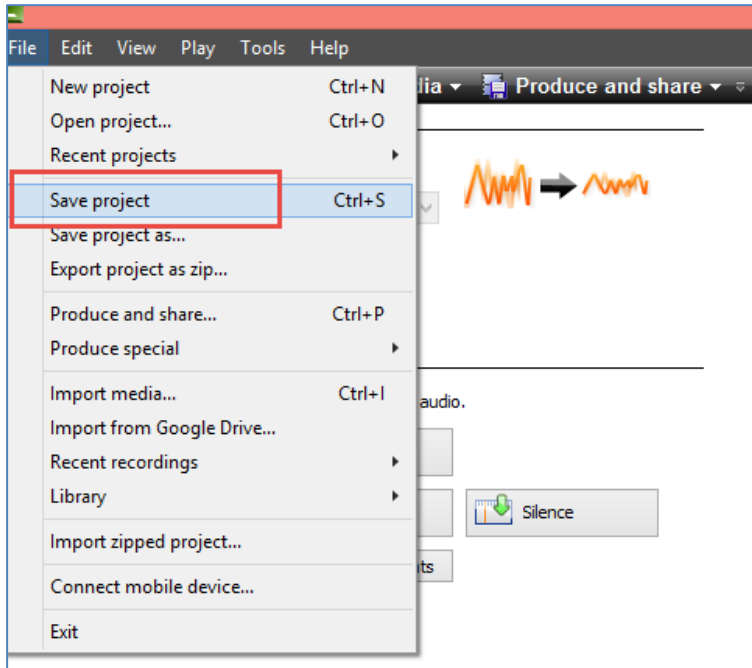 File Edit View Play Tools Help
New project Ctrl+N
Produce and share
Open project... Ctrl+O
Recent projects
Save project Ctrl+S
Save project as...
Export project as zip...
Produce and share... Ctrl+P
Produce special
Import media... Ctrl+I
audio.
Import from Google Drive...
Recent recordings
Library
Silence
Import zipped project...
Connect mobile device...
Exit